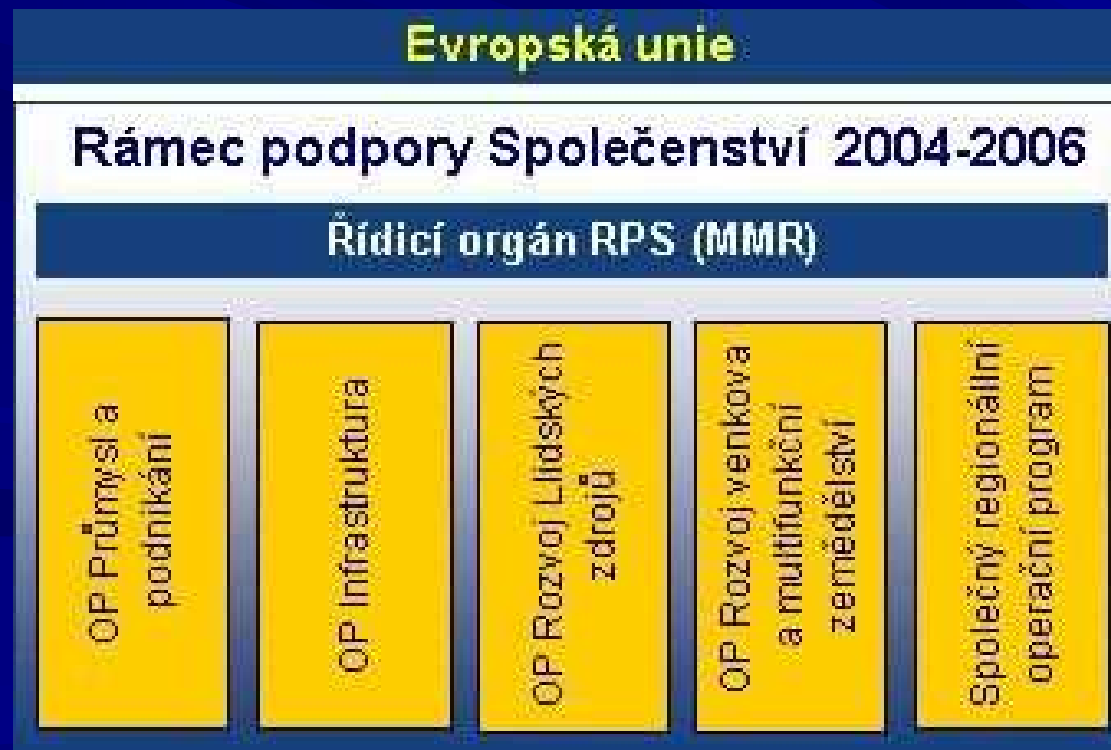 Evropská unie
Rámec podpory Společenství 2004-2006
Řídicí orgán RPS (MMR)
OP Průmysl a
podnikání
OP Infrastruktura
OP Rozvoj Llidských
zdrojů
OP Rozvoj venkova
a multifunkční
zemědělství
Společný regionální
operační program